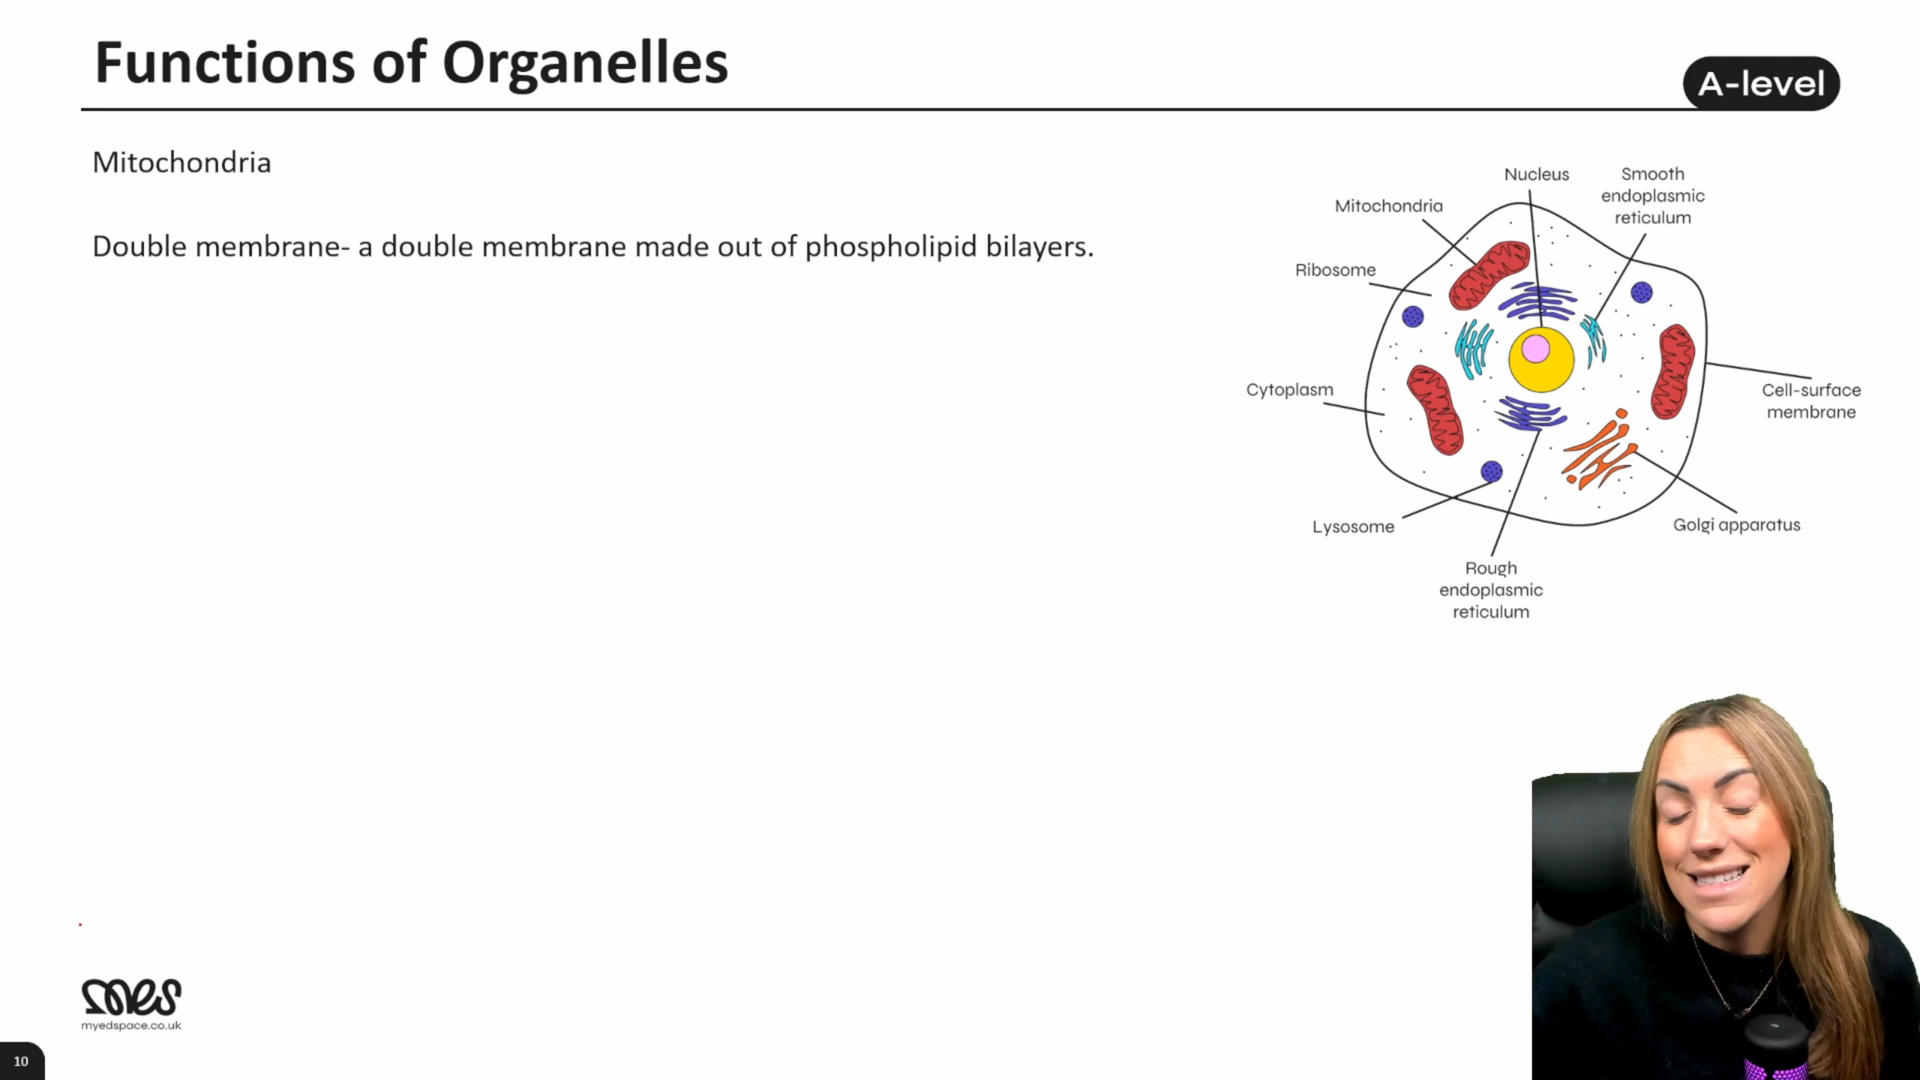 Functions of Organelles
A-level
Mitochondria
Double membrane- a double membrane made out of phospholipid bilayers.
Nucleus
Smooth
endoplasmic
reticulum
Mitochondria
Ribosome
Cytoplasm
Cell-surface
membrane
Lysosome
Golgi apparatus
Rough
endoplasmic
reticulum
mes
myedspace.co.uk
10